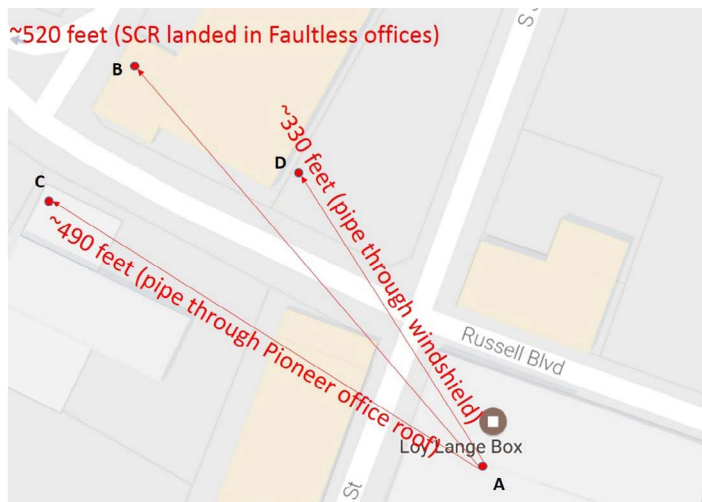 ~520 feet (SCR landed in Faultless offices)
S S
B
~330 feet (pipe through windshield)
D
C
~490 feet (pipe through Pioneer office roof)
Russell Blvd
Loy Lange Box
A
St